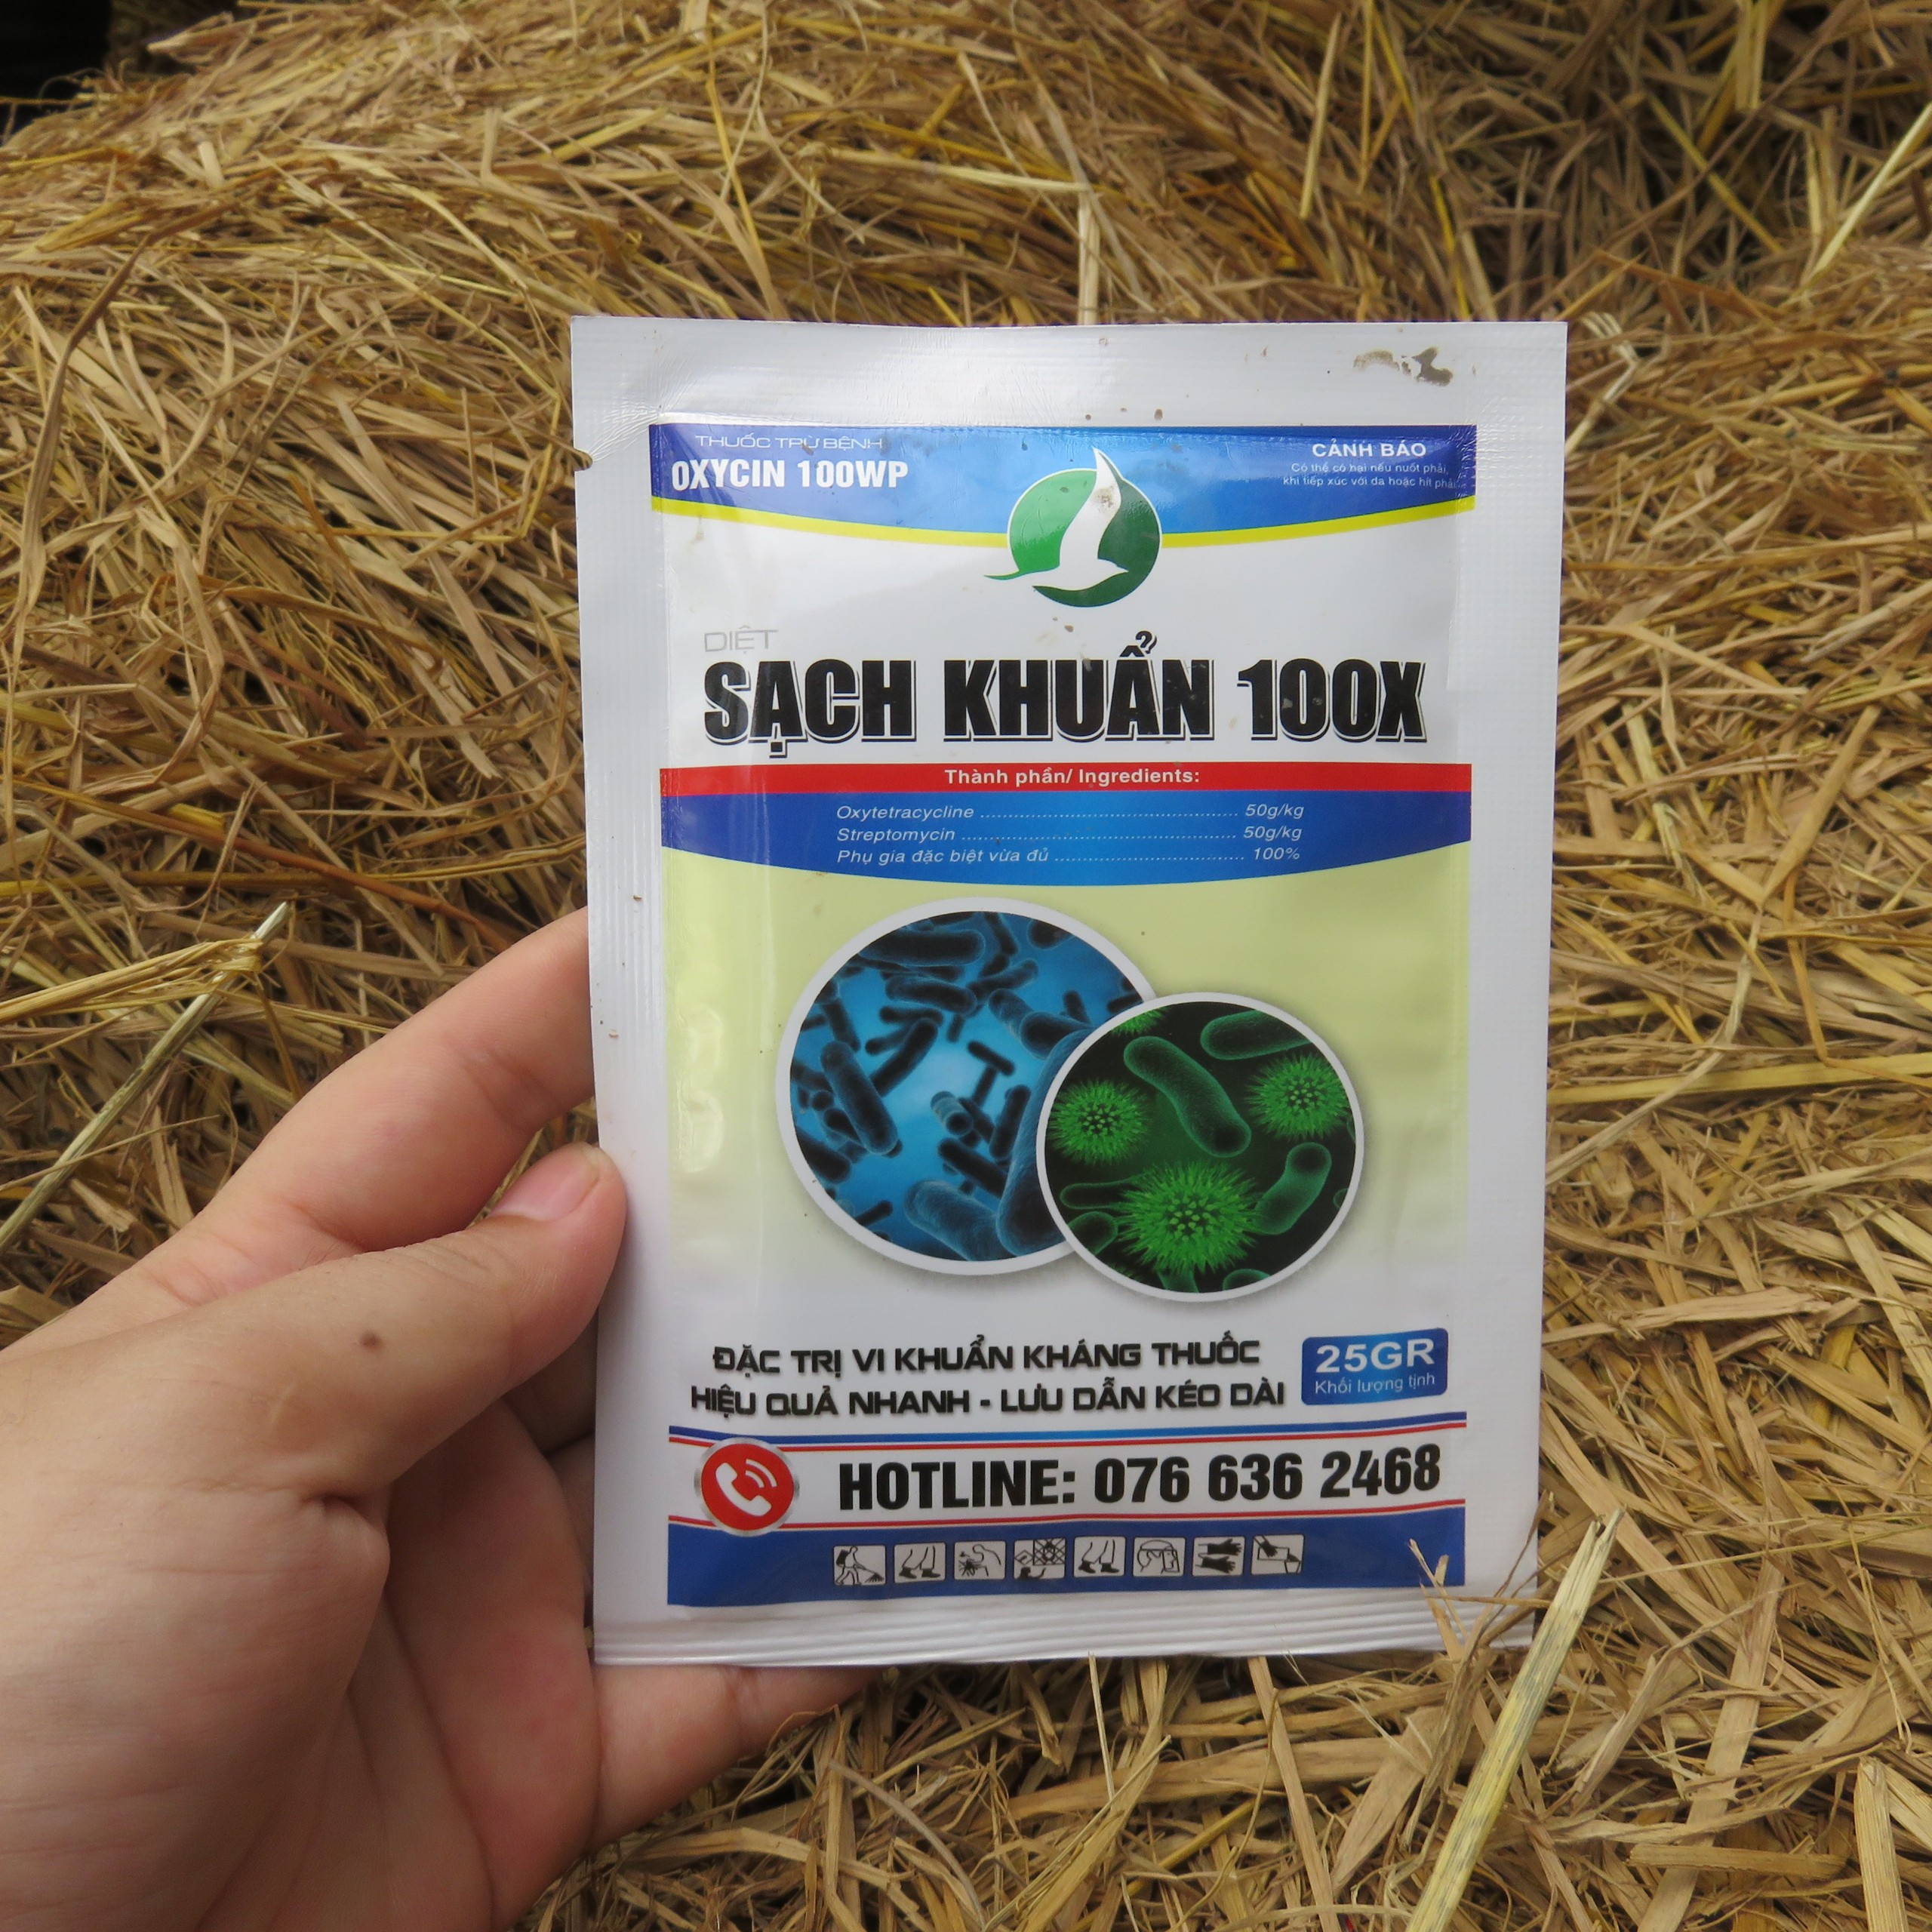 THUỐC TRỪ BỆNH
OXYCIN 100WP
CẢNH BÁO
Có thể có hại nếu nuốt phải,
khi tiếp xúc với da hoặc hít phải
DIỆT
SẠCH KHUẨN 100X
Thành phần/ Ingredients:
Oxytetracycline ........................................ 50g/kg
Streptomycin ........................................... 50g/kg
Phụ gia đặc biệt vừa đủ ............................. 100%
ĐẶC TRỊ VI KHUẨN KHÁNG THUỐC
HIỆU QUẢ NHANH - LƯU DẪN KÉO DÀI
25GR
Khối lượng tịnh
HOTLINE: 076 636 2468